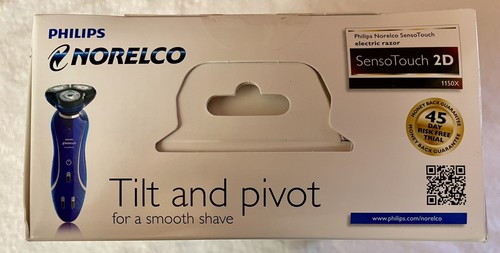 PHILIPS
NORELCO
Philips Norelco SensoTouch
electric razor
SensoTouch 2D
1150X
MONEY BACK GUARANTEE
45
DAY
RISK FREE
TRIAL
MONEY BACK GUARANTEE
Tilt and pivot
for a smooth shave
www.philips.com/norelco